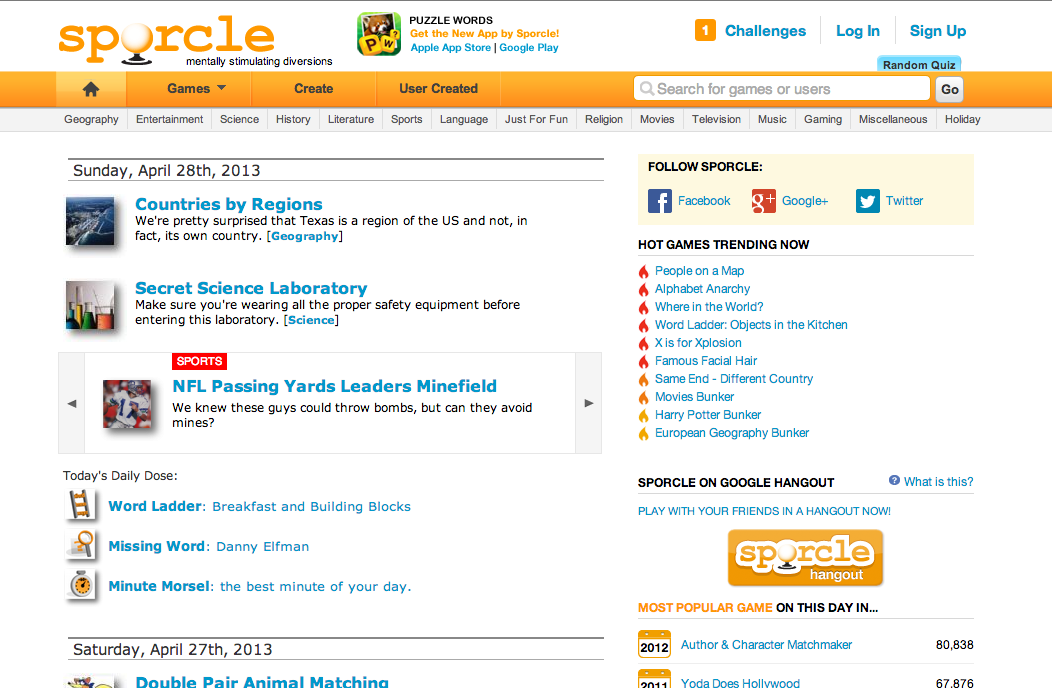 sporcle
mentally stimulating diversions
PW
PUZZLE WORDS
Get the New App by Sporcle!
Apple App Store | Google Play
1 Challenges
Log In
Sign Up
Random Quiz
Games
Create
User Created
Search for games or users
Go
Geography Entertainment Science History Literature Sports Language Just For Fun Religion Movies Television Music Gaming Miscellaneous Holiday
Sunday, April 28th, 2013
Countries by Regions
We're pretty surprised that Texas is a region of the US and not, in
fact, its own country. [Geography]
Secret Science Laboratory
Make sure you're wearing all the proper safety equipment before
entering this laboratory. [Science]
SPORTS
NFL Passing Yards Leaders Minefield
We knew these guys could throw bombs, but can they avoid
mines?
Today's Daily Dose:
Word Ladder: Breakfast and Building Blocks
Missing Word: Danny Elfman
Minute Morsel: the best minute of your day.
Saturday, April 27th, 2013
Double Pair Animal Matching
FOLLOW SPORCLE:
Facebook
Google+
Twitter
HOT GAMES TRENDING NOW
People on a Map
Alphabet Anarchy
Where in the World?
Word Ladder: Objects in the Kitchen
X is for Xplosion
Famous Facial Hair
Same End - Different Country
Movies Bunker
Harry Potter Bunker
European Geography Bunker
SPORCLE ON GOOGLE HANGOUT
What is this?
PLAY WITH YOUR FRIENDS IN A HANGOUT NOW!
sporcle
hangout
MOST POPULAR GAME ON THIS DAY IN...
2012 Author & Character Matchmaker 80,838
2011 Yoda Does Hollywood 67,876